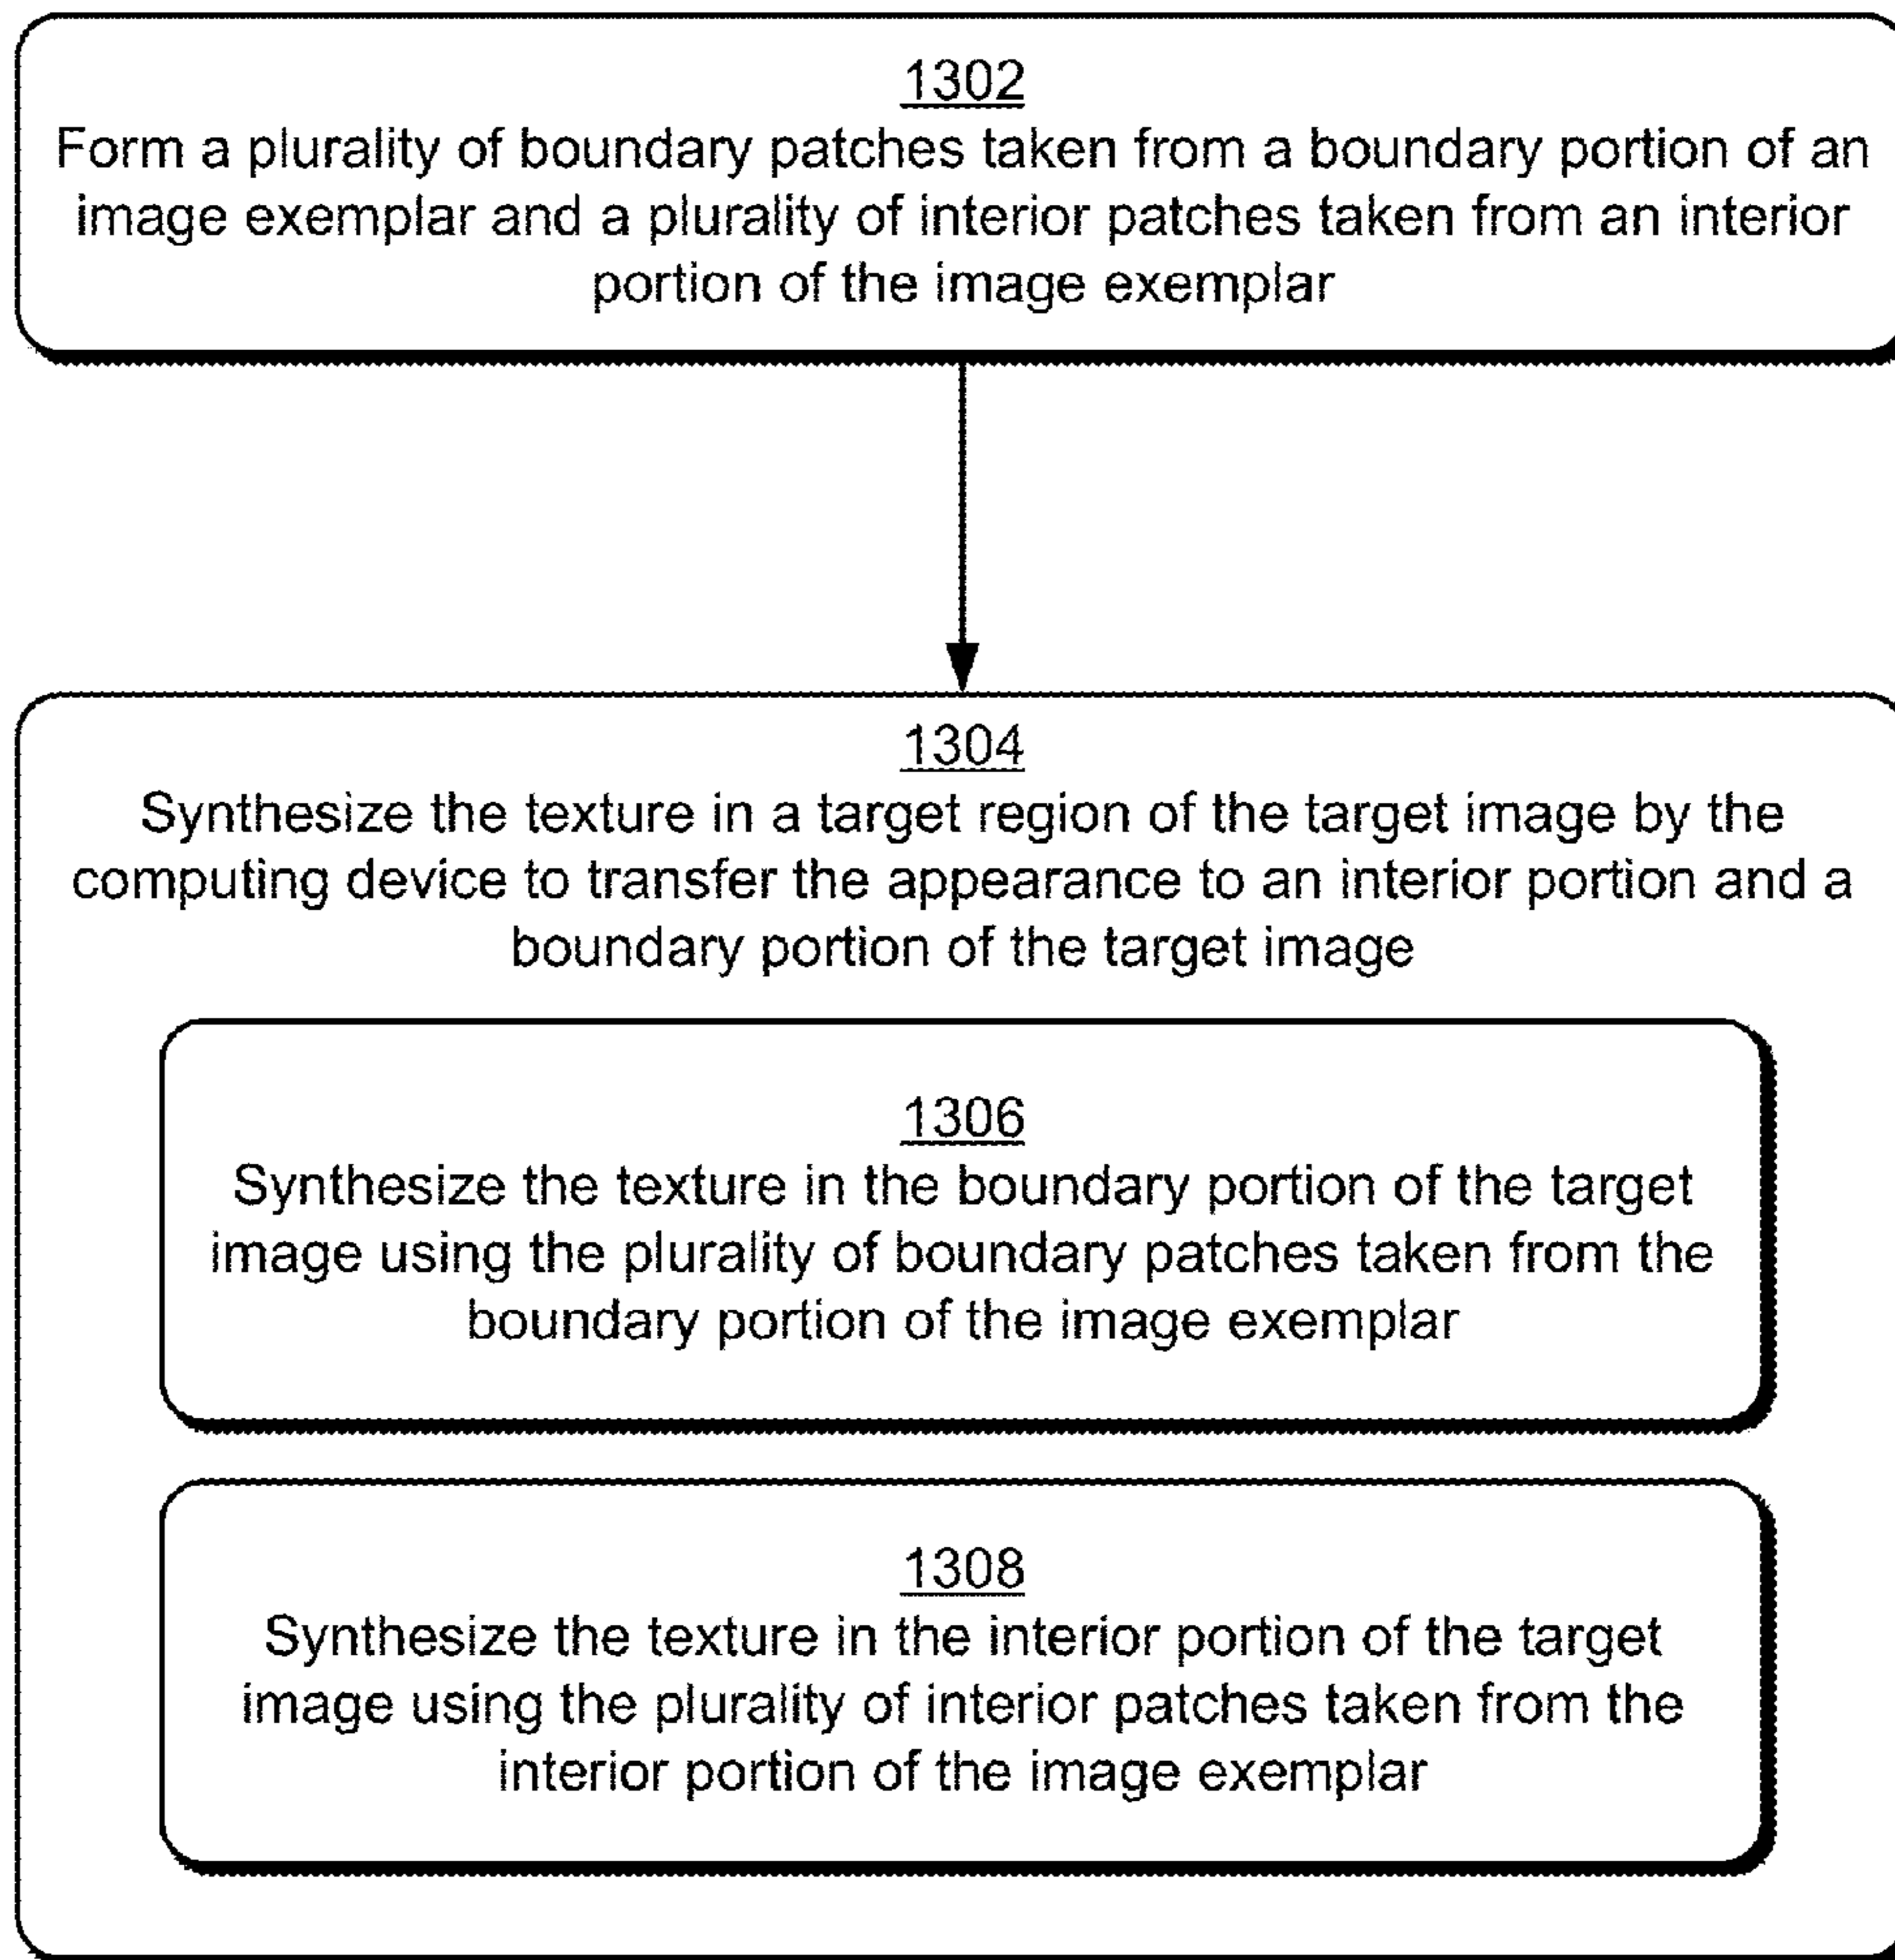 1302
Form a plurality of boundary patches taken from a boundary portion of an
image exemplar and a plurality of interior patches taken from an interior
portion of the image exemplar
1304
Synthesize the texture in a target region of the target image by the
computing device to transfer the appearance to an interior portion and a
boundary portion of the target image
1306
Synthesize the texture in the boundary portion of the target
image using the plurality of boundary patches taken from the
boundary portion of the image exemplar
1308
Synthesize the texture in the interior portion of the target
image using the plurality of interior patches taken from the
interior portion of the image exemplar